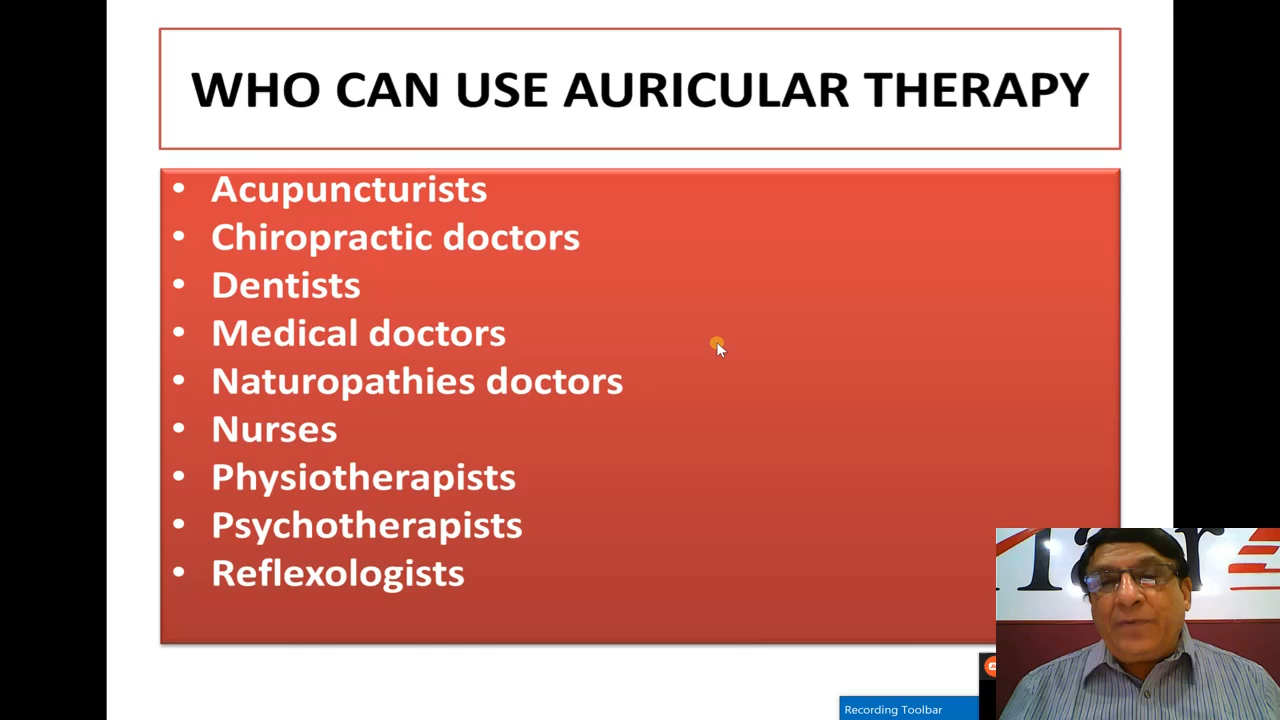 WHO CAN USE AURICULAR THERAPY
• Acupuncturists
• Chiropractic doctors
• Dentists
• Medical doctors
• Naturopathies doctors
• Nurses
• Physiotherapists
• Psychotherapists
• Reflexologists
Recording Toolbar